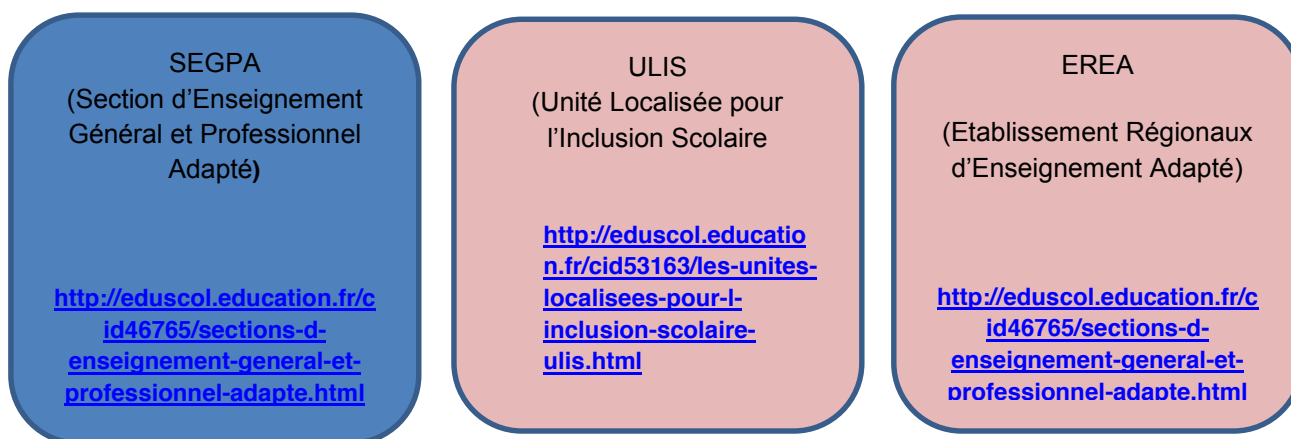 SEGPA
(Section d’Enseignement
Général et Professionnel
Adapté)
http://eduscol.education.fr/c
id46765/sections-d-
enseignement-general-et-
professionnel-adapte.html
ULIS
(Unité Localisée pour
l’Inclusion Scolaire
http://eduscol.educatio
n.fr/cid53163/les-unites-
localisees-pour-l-
inclusion-scolaire-
ulis.html
EREA
(Etablissement Régionaux
d’Enseignement Adapté)
http://eduscol.education.fr/c
id46765/sections-d-
enseignement-general-et-
professionnel-adapte.html